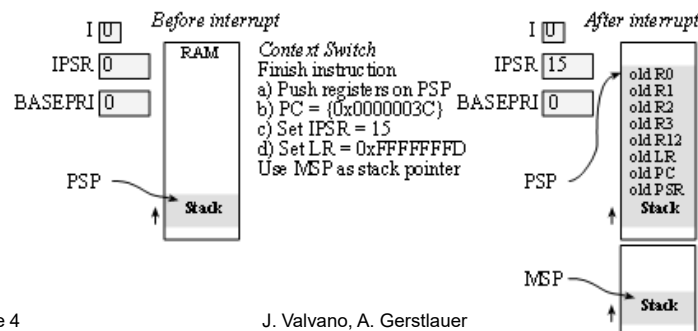 Before interrupt
I 0
IPSR 0
BASEPRI 0
RAM
PSP
Stack
Context Switch
Finish instruction
a) Push registers on PSP
b) PC = {0x0000003C}
c) Set IPSR = 15
d) Set LR = 0xFFFFFFFD
Use MSP as stack pointer
After interrupt
I 0
IPSR 15
BASEPRI 0
old R0
old R1
old R2
old R3
old R12
old LR
old PC
old PSR
PSP
Stack
MSP
Stack
4
J. Valvano, A. Gerstlauer